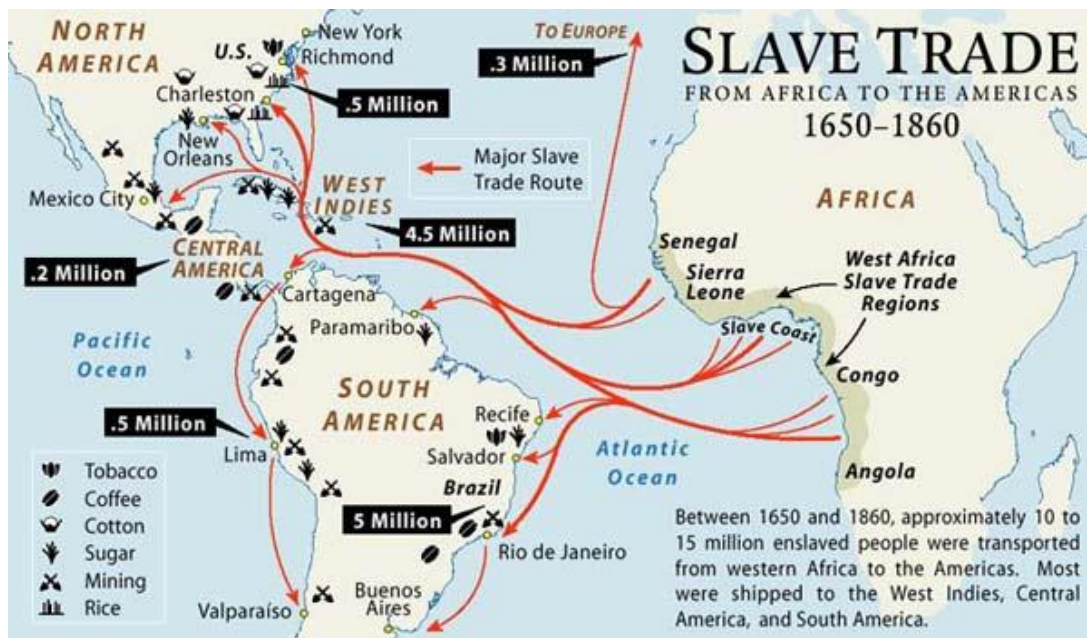 SLAVE TRADE
FROM AFRICA TO THE AMERICAS
1650–1860
NORTH
AMERICA
U.S.
New York
Richmond
Charleston
.5 Million
New
Orleans
Mexico City
WEST
INDIES
4.5 Million
CENTRAL
AMERICA
.2 Million
TO EUROPE
.3 Million
Major Slave
Trade Route
AFRICA
Senegal
Sierra
Leone
West Africa
Slave Trade
Regions
Slave Coast
Congo
Angola
Cartagena
Paramaribo
Pacific
Ocean
SOUTH
AMERICA
.5 Million
Lima
Recife
Salvador
Brazil
5 Million
Rio de Janeiro
Atlantic
Ocean
Buenos
Aires
Valparaíso
Tobacco
Coffee
Cotton
Sugar
Mining
Rice
Between 1650 and 1860, approximately 10 to
15 million enslaved people were transported
from western Africa to the Americas. Most
were shipped to the West Indies, Central
America, and South America.